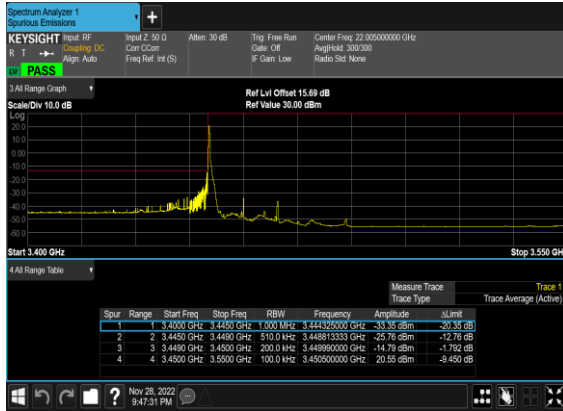 Spectrum Analyzer 1
Spurious Emissions
+
KEYSIGHT Input: RF Input Z: 50 Ω Atten: 30 dB Trig: Free Run Center Freq: 22.005000000 GHz
R T Coupling: DC Corr CCorr Gate: Off Avg|Hold: 300/300
Align: Auto Freq Ref: Int (S) IF Gain: Low Radio Std: None
PASS
3 All Range Graph
Ref Lvl Offset 15.69 dB
Scale/Div 10.0 dB Ref Value 30.00 dBm
Log
20.0
10.0
0.00
-10.0
-20.0
-30.0
-40.0
-50.0
-60.0
Start 3.400 GHz Stop 3.550 GH
4 All Range Table
Measure Trace Trace 1
Trace Type Trace Average (Active)
Spur Range Start Freq Stop Freq RBW Frequency Amplitude ΔLimit
1 1 3.4000 GHz 3.4450 GHz 1.000 MHz 3.444325000 GHz -33.35 dBm -20.35 dB
2 2 3.4450 GHz 3.4490 GHz 510.0 kHz 3.448813333 GHz -25.76 dBm -12.76 dB
3 3 3.4490 GHz 3.4500 GHz 200.0 kHz 3.449990000 GHz -14.79 dBm -1.792 dB
4 4 3.4500 GHz 3.5500 GHz 100.0 kHz 3.450500000 GHz 20.55 dBm -9.450 dB
? Nov 28, 2022
9:47:31 PM